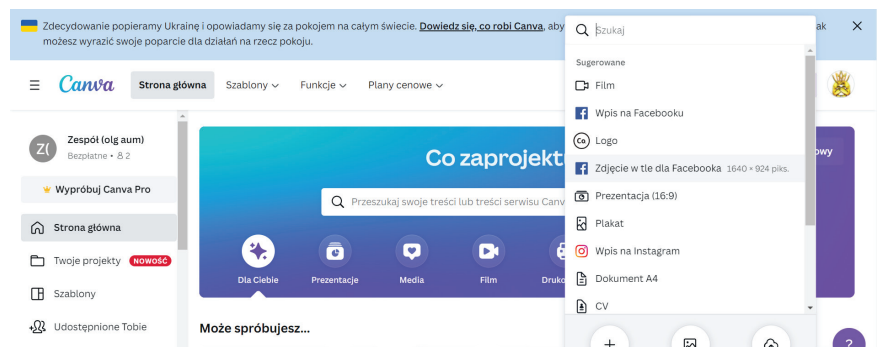 Zdecydowanie popieramy Ukrainę i opowiadamy się za pokojem na całym świecie. Dowiedz się, co robi Canva, aby
ak
możesz wyrazić swoje poparcie dla działań na rzecz pokoju.
Canva
Strona główna
Szablony
Funkcje
Plany cenowe
Z(
Zespół (olg aum)
Bezpłatne • 2
Wypróbuj Canva Pro
Strona główna
Twoje projekty NOWOŚĆ
Szablony
Udostępnione Tobie
Co zaprojekt
owy
Przeszukaj swoje treści lub treści serwisu Canv
Dla Ciebie
Prezentacje
Media
Film
Druko
Może spróbujesz...
Szukaj
Sugerowane
Film
Wpis na Facebooku
Co Logo
Zdjęcie w tle dla Facebooka 1640 × 924 piks.
Prezentacja (16:9)
Plakat
Wpis na Instagram
Dokument A4
CV
?